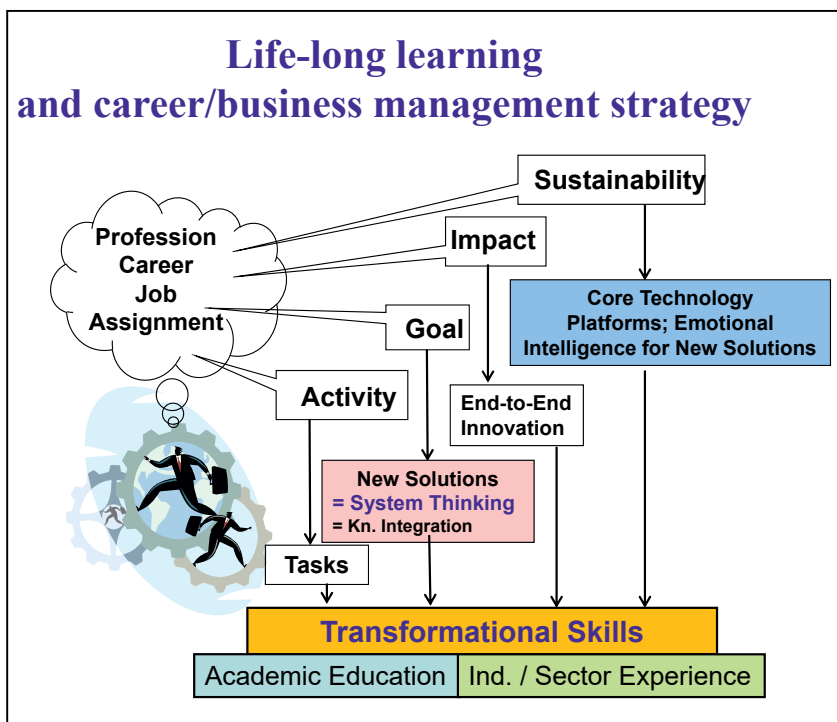 Life-long learning
and career/business management strategy
Sustainability
Profession
Career
Job
Assignment
Impact
Core Technology
Platforms; Emotional
Intelligence for New Solutions
Goal
Activity
End-to-End
Innovation
New Solutions
= System Thinking
= Kn. Integration
Tasks
Transformational Skills
Academic Education
Ind. / Sector Experience